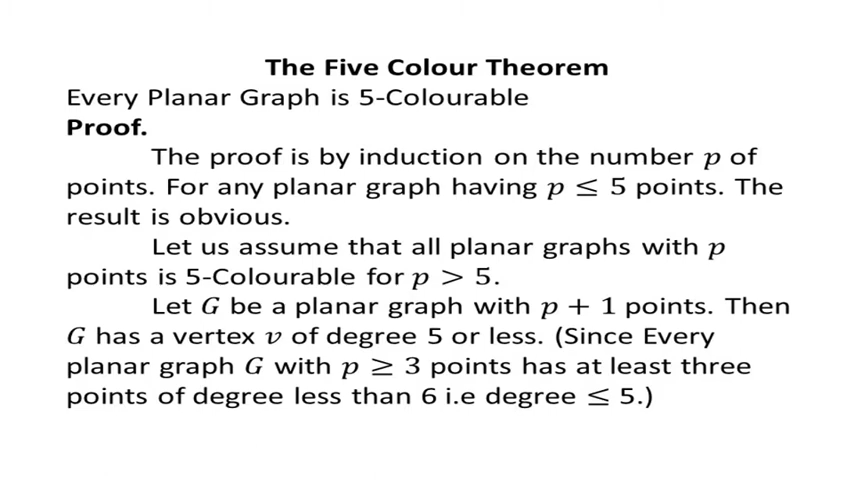 The Five Colour Theorem
Every Planar Graph is 5-Colourable
Proof.
The proof is by induction on the number p of
points. For any planar graph having p ≤ 5 points. The
result is obvious.
Let us assume that all planar graphs with p
points is 5-Colourable for p > 5.
Let G be a planar graph with p + 1 points. Then
G has a vertex v of degree 5 or less. (Since Every
planar graph G with p ≥ 3 points has at least three
points of degree less than 6 i.e degree ≤ 5.)